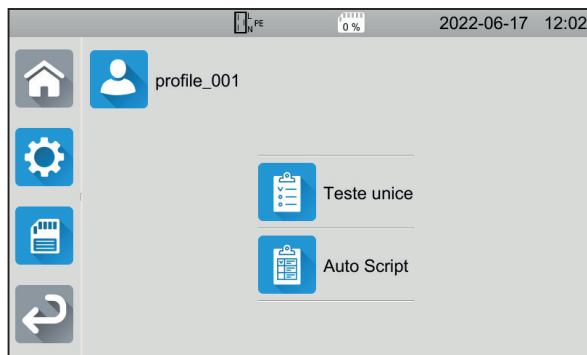 L
N PE
0 % 2022-06-17 12:02
profile_001
Teste unice
Auto Script